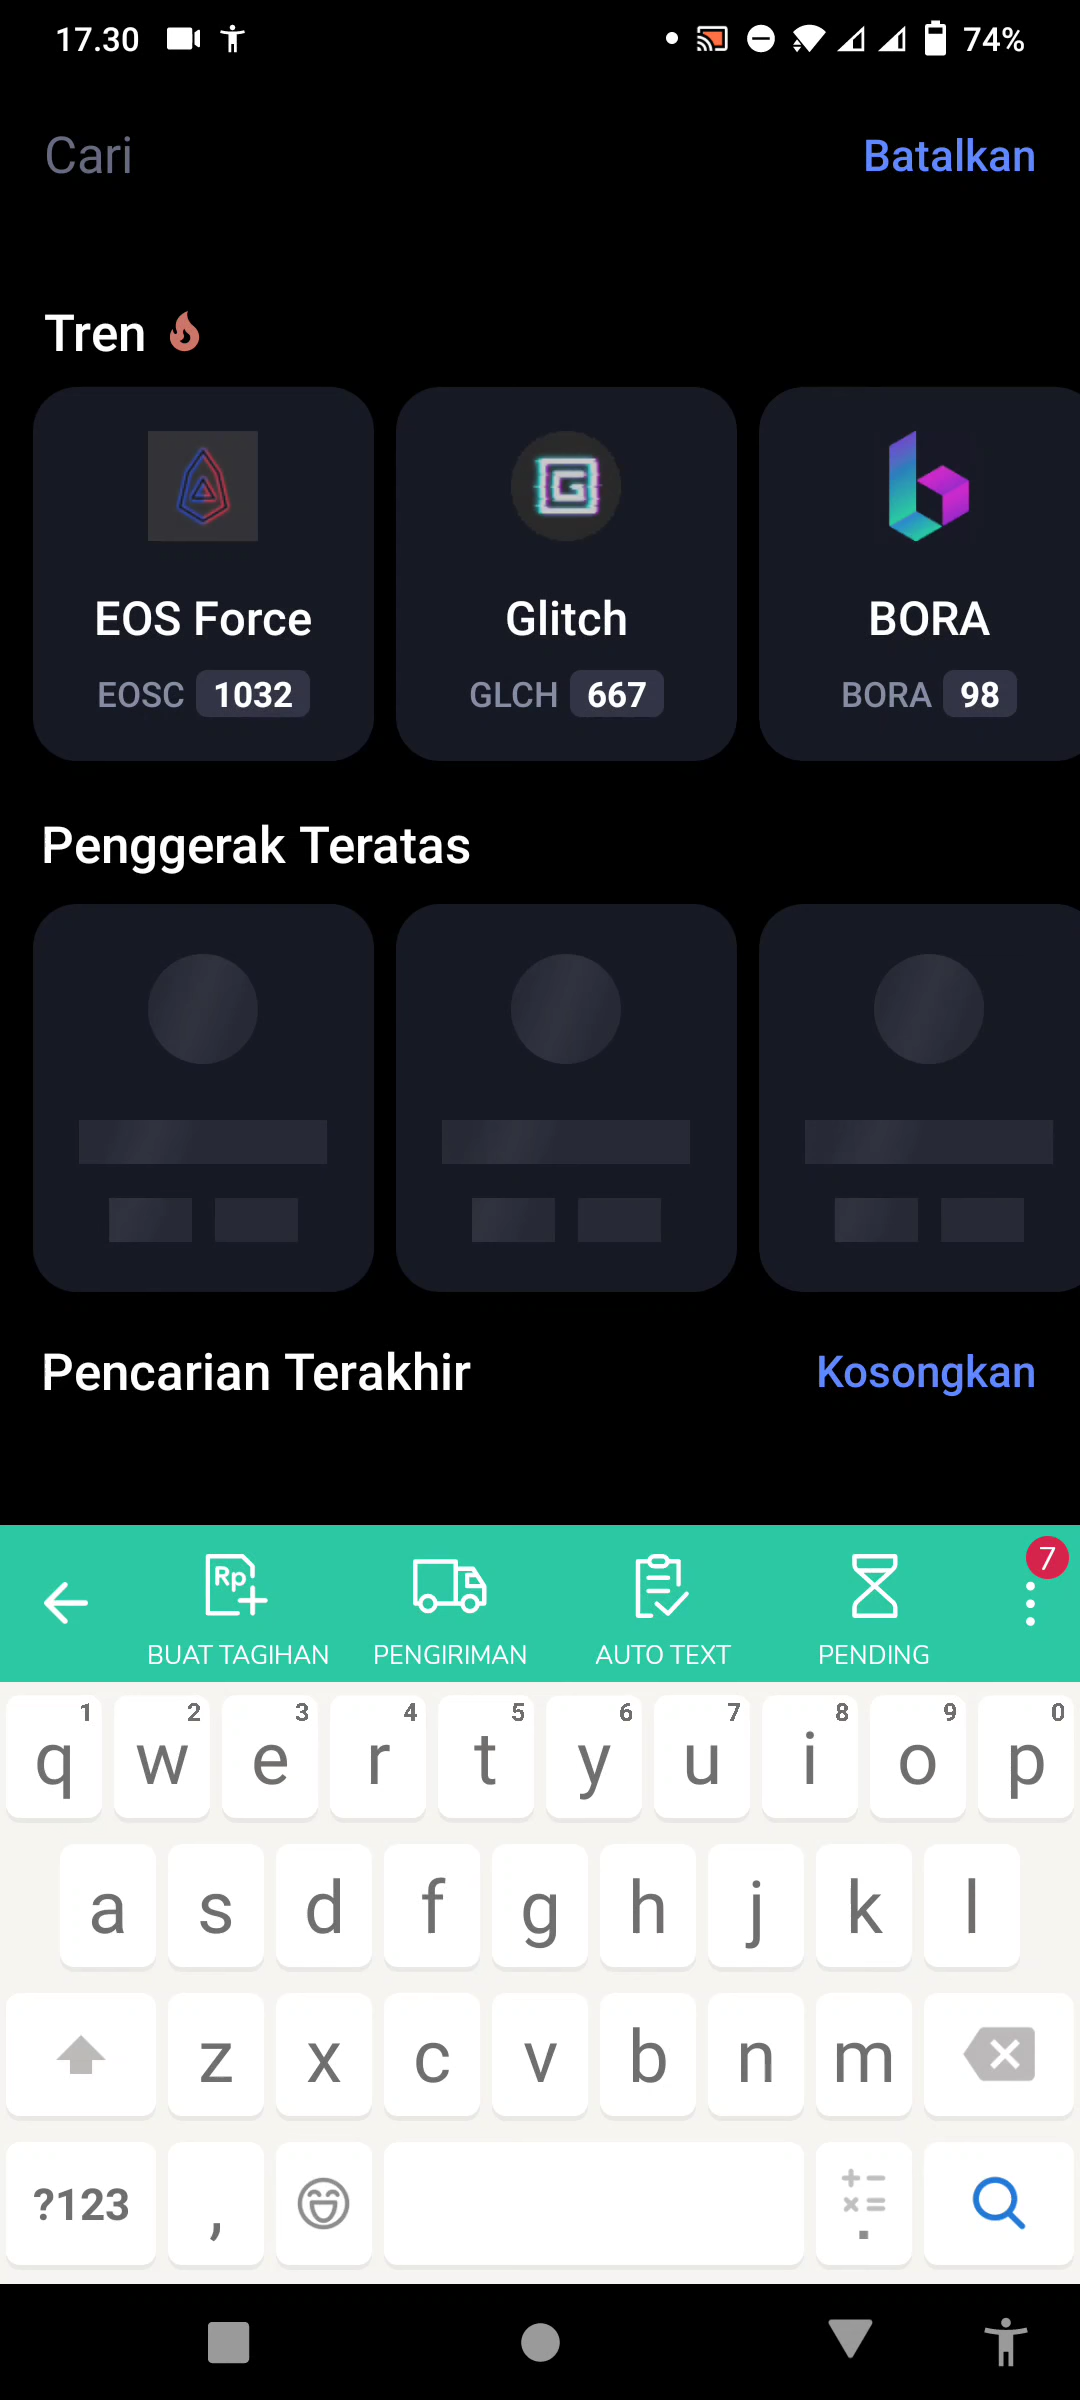 17.30
74%
Cari
Batalkan
Tren
EOS Force
EOSC 1032
Glitch
GLCH 667
BORA
BORA 98
Penggerak Teratas
Pencarian Terakhir
Kosongkan
Rp
BUAT TAGIHAN
PENGIRIMAN
AUTO TEXT
PENDING
7
1 2 3 4 5 6 7 8 9 0
q w e r t y u i o p
a s d f g h j k l
z x c v b n m
?123 , .